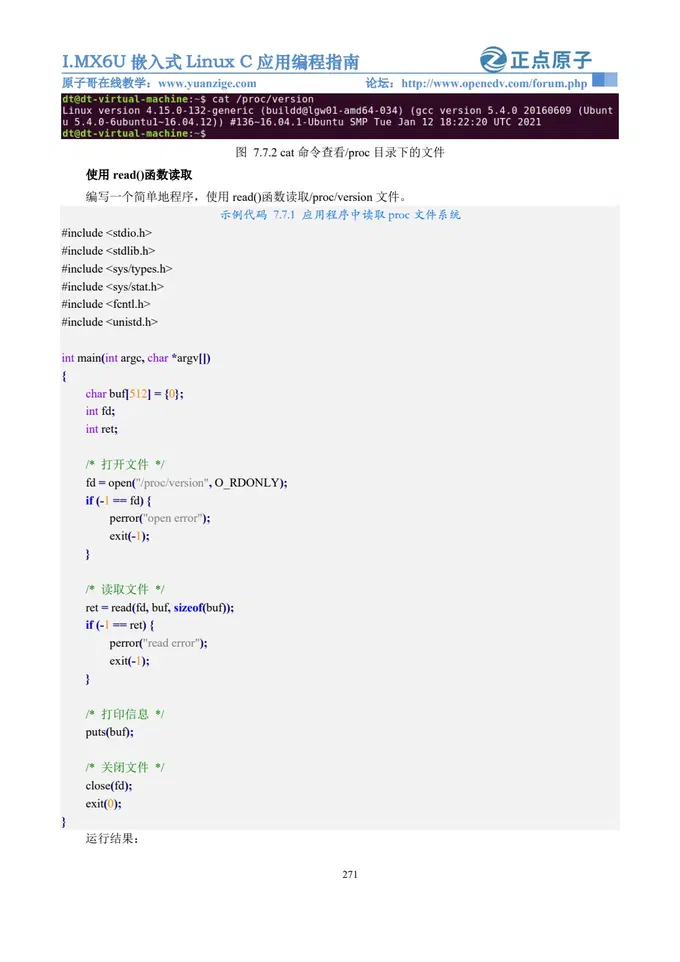 I.MX6U 嵌入式 Linux C 应用编程指南
正点原子
原子哥在线教学：www.yuanzige.com 论坛：http://www.openedv.com/forum.php
dt@dt-virtual-machine:~$ cat /proc/version
Linux version 4.15.0-132-generic (buildd@lgw01-amd64-034) (gcc version 5.4.0 20160609 (Ubunt
u 5.4.0-6ubuntu1~16.04.12)) #136~16.04.1-Ubuntu SMP Tue Jan 12 18:22:20 UTC 2021
dt@dt-virtual-machine:~$
图 7.7.2 cat 命令查看/proc 目录下的文件
使用 read()函数读取
编写一个简单地程序，使用 read()函数读取/proc/version 文件。
示例代码 7.7.1 应用程序中读取 proc 文件系统
#include <stdio.h>
#include <stdlib.h>
#include <sys/types.h>
#include <sys/stat.h>
#include <fcntl.h>
#include <unistd.h>
int main(int argc, char *argv[])
{
char buf[512] = {0};
int fd;
int ret;
/* 打开文件 */
fd = open("/proc/version", O_RDONLY);
if (-1 == fd) {
perror("open error");
exit(-1);
}
/* 读取文件 */
ret = read(fd, buf, sizeof(buf));
if (-1 == ret) {
perror("read error");
exit(-1);
}
/* 打印信息 */
puts(buf);
/* 关闭文件 */
close(fd);
exit(0);
}
运行结果：
271